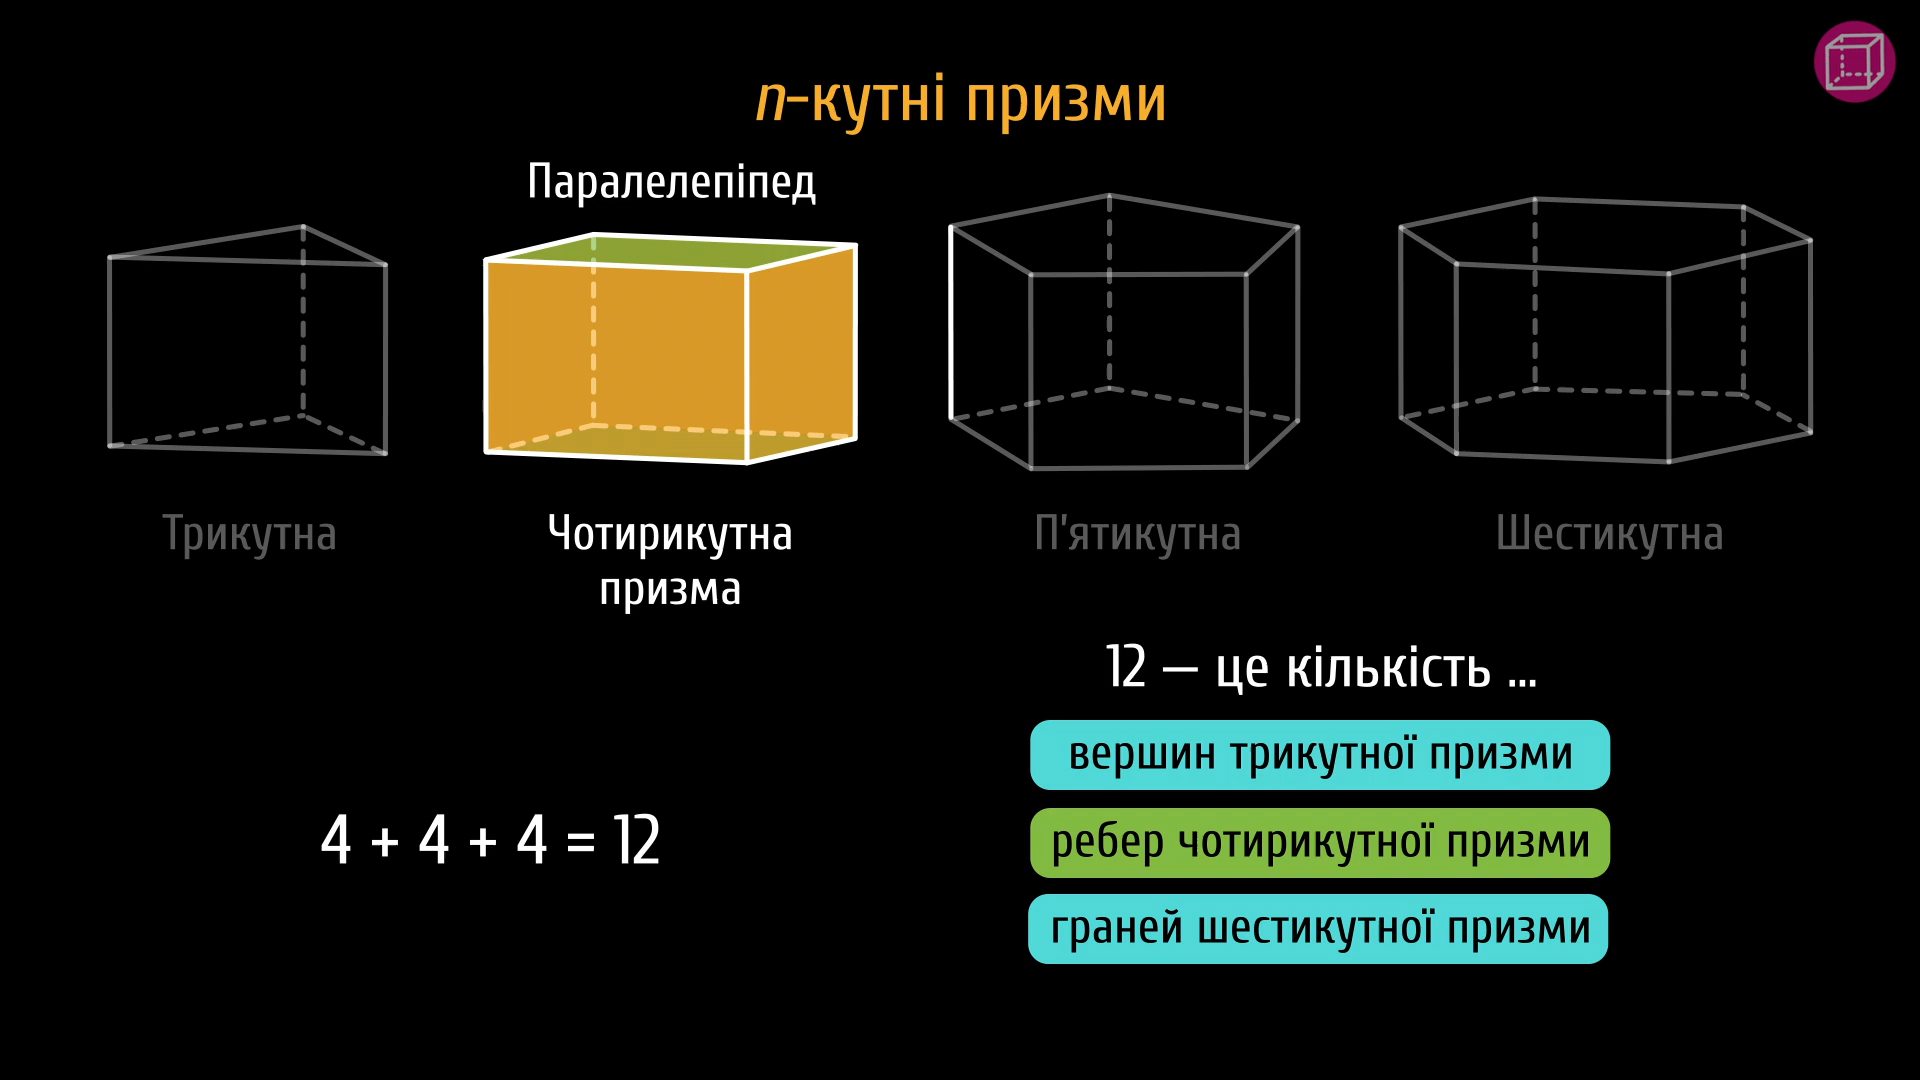 n-кутні призми
Паралелепіпед
Трикутна
Чотирикутна
призма
П'ятикутна
Шестикутна
4 + 4 + 4 = 12
12 — це кількість ...
вершин трикутної призми
ребер чотирикутної призми
граней шестикутної призми